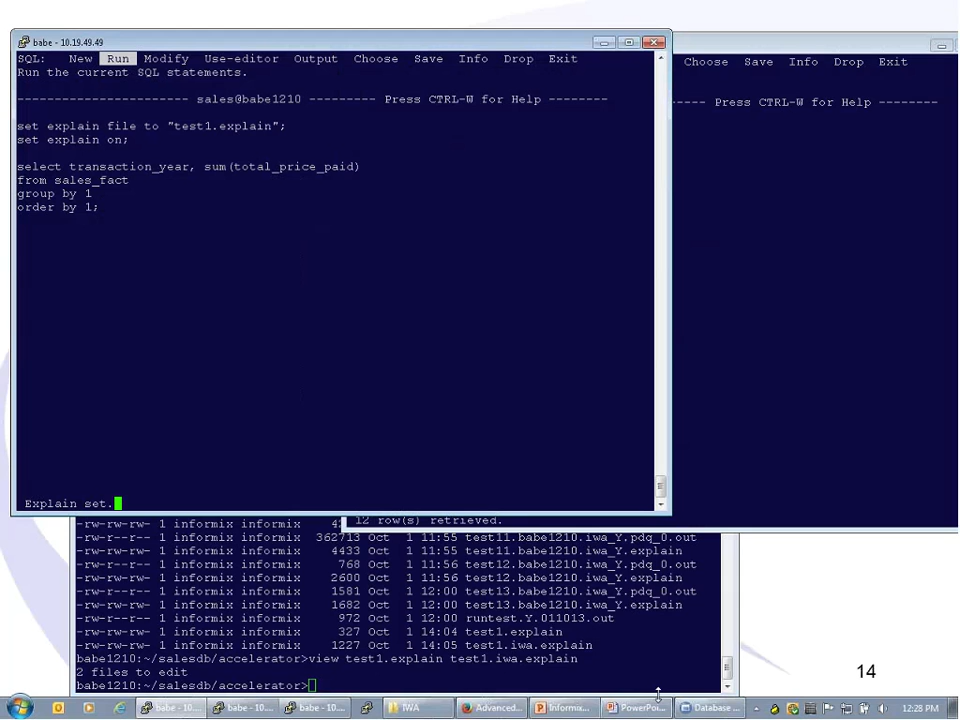 babe - 10.19.49.49
SQL: New Run Modify Use-editor Output Choose Save Info Drop Exit
Run the current SQL statements.
----------------------- sales@babe1210 --------- Press CTRL-W for Help --------
set explain file to "test1.explain";
set explain on;
select transaction_year, sum(total_price_paid)
from sales_fact
group by 1
order by 1;
Explain set.
Choose Save Info Drop Exit
---- Press CTRL-W for Help --------
12 row(s) retrieved.
-rw-rw-rw- 1 informix informix
-rw-r--r-- 1 informix informix 362713 Oct 1 11:55 test11.babe1210.iwa_Y.pdq_0.out
-rw-rw-rw- 1 informix informix 4433 Oct 1 11:55 test11.babe1210.iwa_Y.explain
-rw-r--r-- 1 informix informix 768 Oct 1 11:56 test12.babe1210.iwa_Y.pdq_0.out
-rw-rw-rw- 1 informix informix 2600 Oct 1 11:56 test12.babe1210.iwa_Y.explain
-rw-r--r-- 1 informix informix 1581 Oct 1 12:00 test13.babe1210.iwa_Y.pdq_0.out
-rw-rw-rw- 1 informix informix 1682 Oct 1 12:00 test13.babe1210.iwa_Y.explain
-rw-r--r-- 1 informix informix 972 Oct 1 12:00 runtest.Y.011013.out
-rw-rw-rw- 1 informix informix 327 Oct 1 14:04 test1.explain
-rw-rw-rw- 1 informix informix 1227 Oct 1 14:05 test1.iwa.explain
babe1210:~/salesdb/accelerator>view test1.explain test1.iwa.explain
2 files to edit
babe1210:~/salesdb/accelerator>
14
babe - 10.... babe - 10.... babe - 10.... IWA Advanced... Informix... PowerPoi... Database ... 12:28 PM